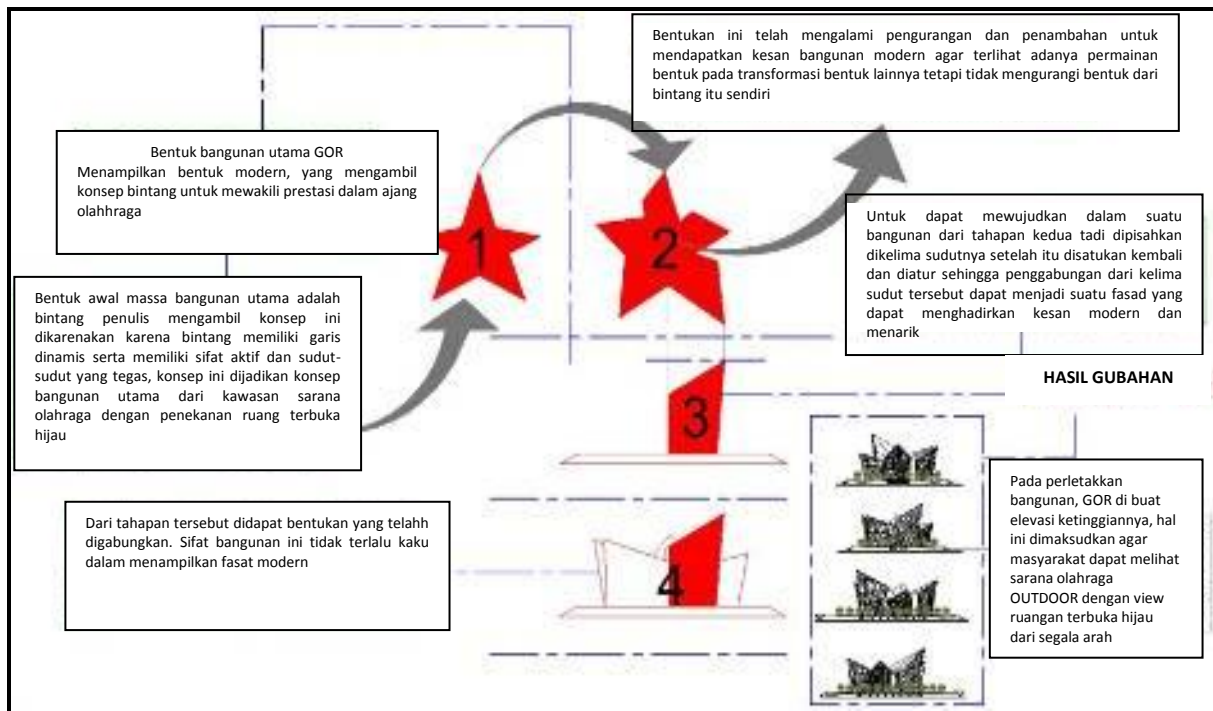 Bentukan ini telah mengalami pengurangan dan penambahan untuk
mendapatkan kesan bangunan modern agar terlihat adanya permainan
bentuk pada transformasi bentuk lainnya tetapi tidak mengurangi bentuk dari
bintang itu sendiri
Bentuk bangunan utama GOR
Menampilkan bentuk modern, yang mengambil
konsep bintang untuk mewakili prestasi dalam ajang
olahhraga
1
2
Untuk dapat mewujudkan dalam suatu
bangunan dari tahapan kedua tadi dipisahkan
dikelima sudutnya setelah itu disatukan kembali
dan diatur sehingga penggabungan dari kelima
sudut tersebut dapat menjadi suatu fasad yang
dapat menghadirkan kesan modern dan
menarik
Bentuk awal massa bangunan utama adalah
bintang penulis mengambil konsep ini
dikarenakan karena bintang memiliki garis
dinamis serta memiliki sifat aktif dan sudut-
sudut yang tegas, konsep ini dijadikan konsep
bangunan utama dari kawasan sarana
olahraga dengan penekanan ruang terbuka
hijau
HASIL GUBAHAN
3
Pada perletakkan
bangunan, GOR di buat
elevasi ketinggiannya, hal
ini dimaksudkan agar
masyarakat dapat melihat
sarana olahraga
OUTDOOR dengan view
ruangan terbuka hijau
dari segala arah
Dari tahapan tersebut didapat bentukan yang telahh
digabungkan. Sifat bangunan ini tidak terlalu kaku
dalam menampilkan fasat modern
4